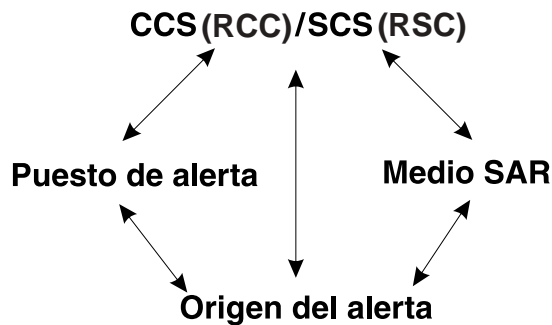 CCS (RCC)/SCS (RSC)
Puesto de alerta
Medio SAR
Origen del alerta